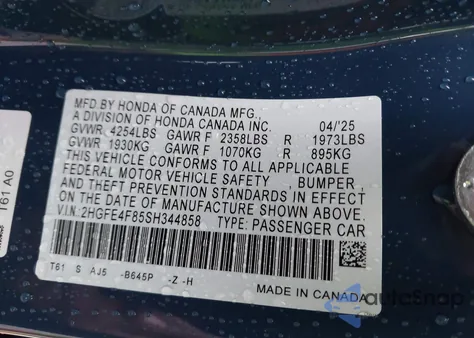 MFD.BY HONDA OF CANADA MFG.,
A DIVISION OF HONDA CANADA INC. 04/'25
GVWR 4254LBS GAWR F 2358LBS R 1973LBS
GVWR 1930KG GAWR F 1070KG R 895KG
THIS VEHICLE CONFORMS TO ALL APPLICABLE
FEDERAL MOTOR VEHICLE SAFETY , BUMPER,
AND THEFT PREVENTION STANDARDS IN EFFECT
ON THE DATE OF MANUFACTURE SHOWN ABOVE.
V.I.N: 2HGFE4F85SH344858 TYPE: PASSENGER CAR
T61 S AJ5 -B645P -Z -H
MADE IN CANADA
T61 A0
autoSnap